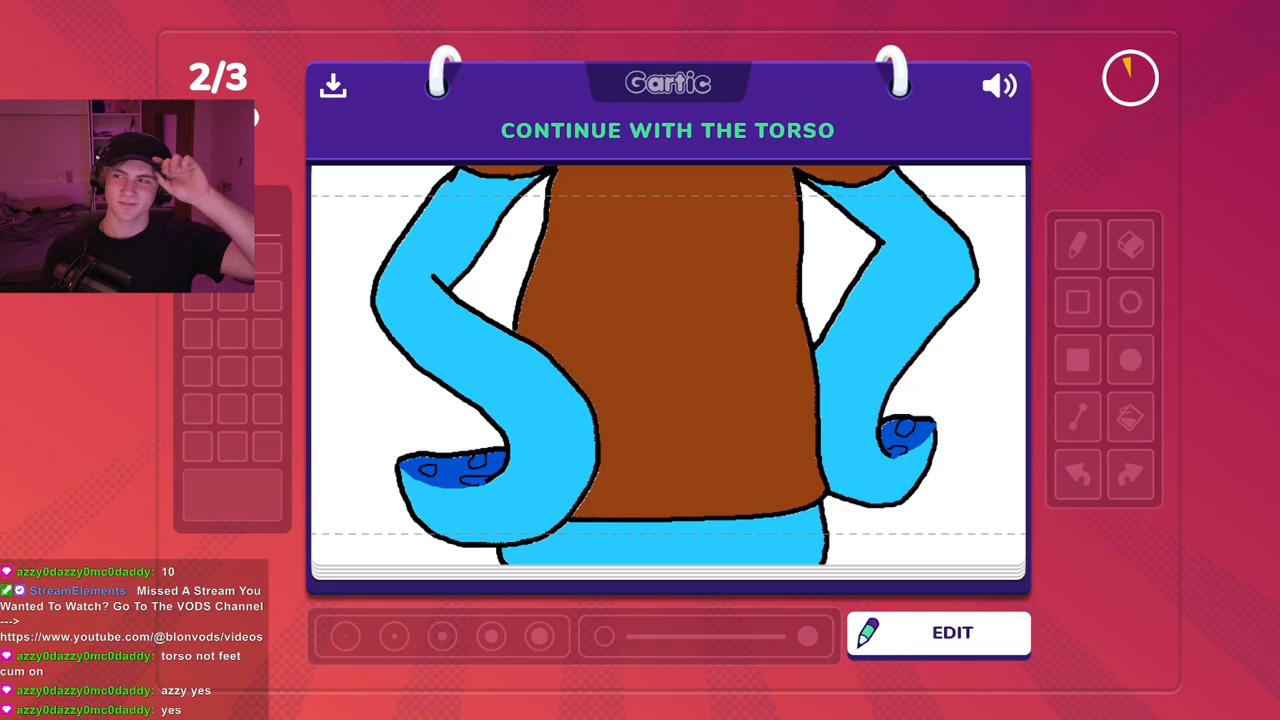 2/3
Gartic
CONTINUE WITH THE TORSO
azzy0dazzy0mc0daddy: 10
StreamElements: Missed A Stream You
Wanted To Watch? Go To The VODS Channel
--->
https://www.youtube.com/@blonvods/videos
azzy0dazzy0mc0daddy: torso not feet
cum on
azzy0dazzy0mc0daddy: azzy yes
azzy0dazzy0mc0daddy: yes
EDIT